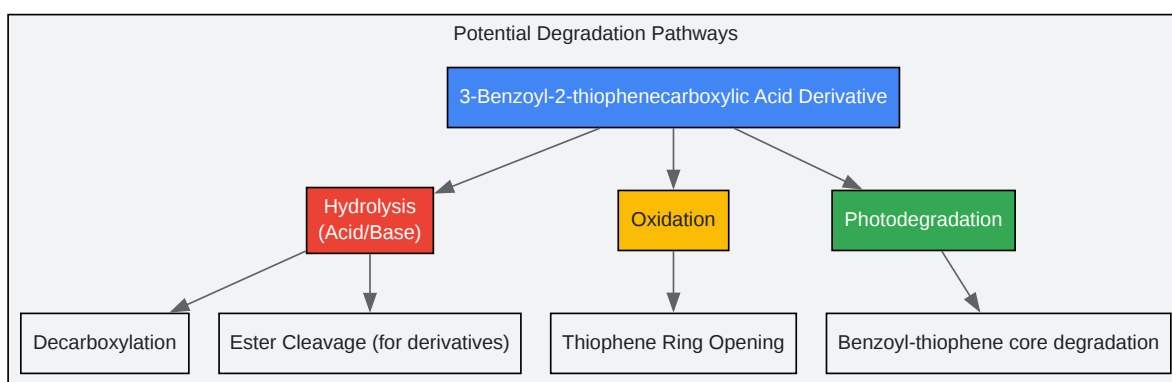 Potential Degradation Pathways
3-Benzoyl-2-thiophenecarboxylic Acid Derivative
Hydrolysis
(Acid/Base)
Oxidation
Photodegradation
Decarboxylation
Ester Cleavage (for derivatives)
Thiophene Ring Opening
Benzoyl-thiophene core degradation